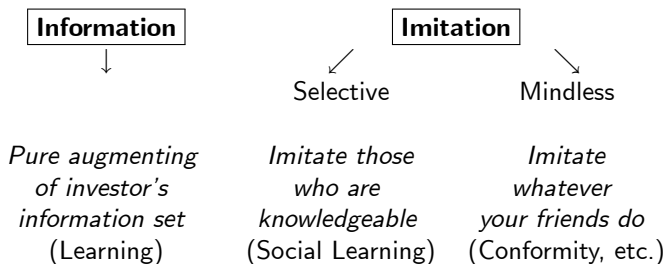 Information
Imitation
Selective
Mindless
Pure augmenting
of investor's
information set
(Learning)
Imitate those
who are
knowledgeable
(Social Learning)
Imitate
whatever
your friends do
(Conformity, etc.)